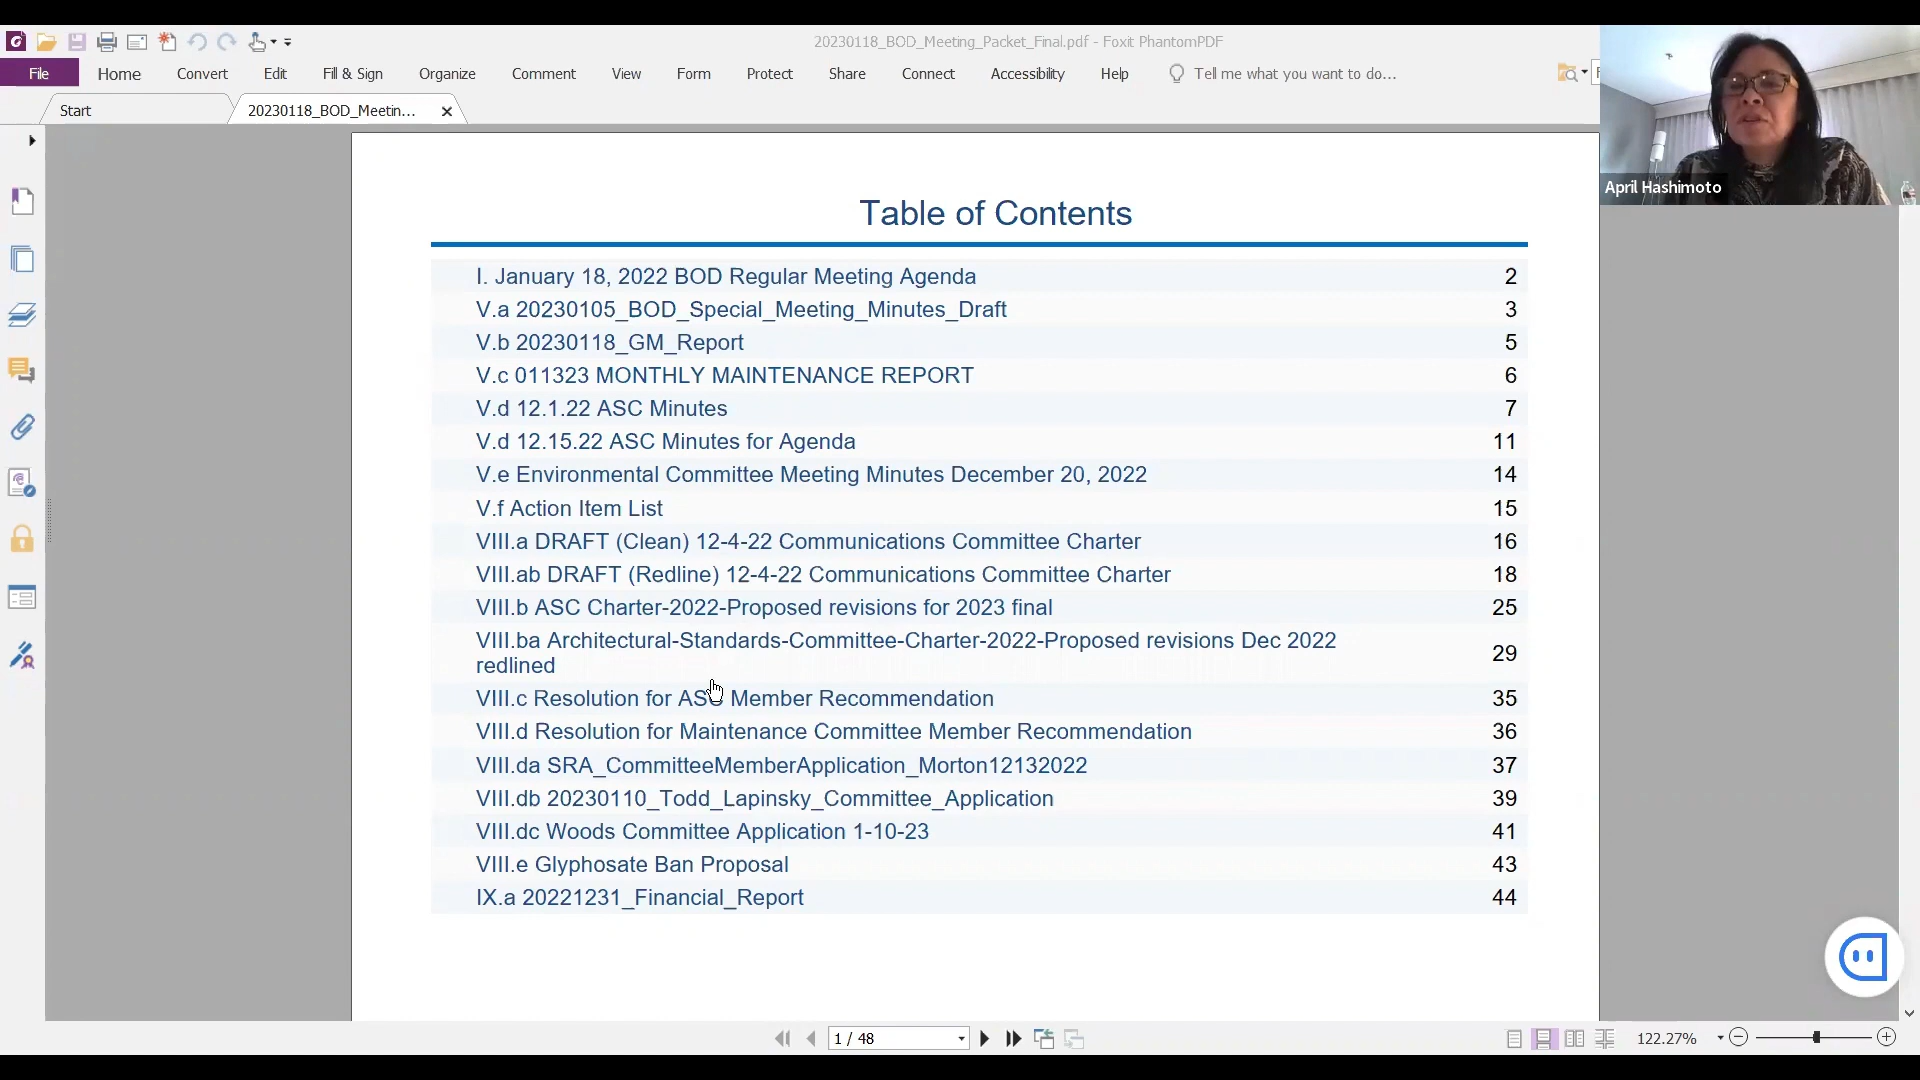 20230118_BOD_Meeting_Packet_Final.pdf - Foxit PhantomPDF
File Home Convert Edit Fill & Sign Organize Comment View Form Protect Share Connect Accessibility Help Tell me what you want to do...
Start 20230118_BOD_Meetin...
April Hashimoto
Table of Contents
I. January 18, 2022 BOD Regular Meeting Agenda 2
V.a 20230105_BOD_Special_Meeting_Minutes_Draft 3
V.b 20230118_GM_Report 5
V.c 011323 MONTHLY MAINTENANCE REPORT 6
V.d 12.1.22 ASC Minutes 7
V.d 12.15.22 ASC Minutes for Agenda 11
V.e Environmental Committee Meeting Minutes December 20, 2022 14
V.f Action Item List 15
VIII.a DRAFT (Clean) 12-4-22 Communications Committee Charter 16
VIII.ab DRAFT (Redline) 12-4-22 Communications Committee Charter 18
VIII.b ASC Charter-2022-Proposed revisions for 2023 final 25
VIII.ba Architectural-Standards-Committee-Charter-2022-Proposed revisions Dec 2022
redlined 29
VIII.c Resolution for ASC Member Recommendation 35
VIII.d Resolution for Maintenance Committee Member Recommendation 36
VIII.da SRA_CommitteeMemberApplication_Morton12132022 37
VIII.db 20230110_Todd_Lapinsky_Committee_Application 39
VIII.dc Woods Committee Application 1-10-23 41
VIII.e Glyphosate Ban Proposal 43
IX.a 20221231_Financial_Report 44
1 / 48
122.27%